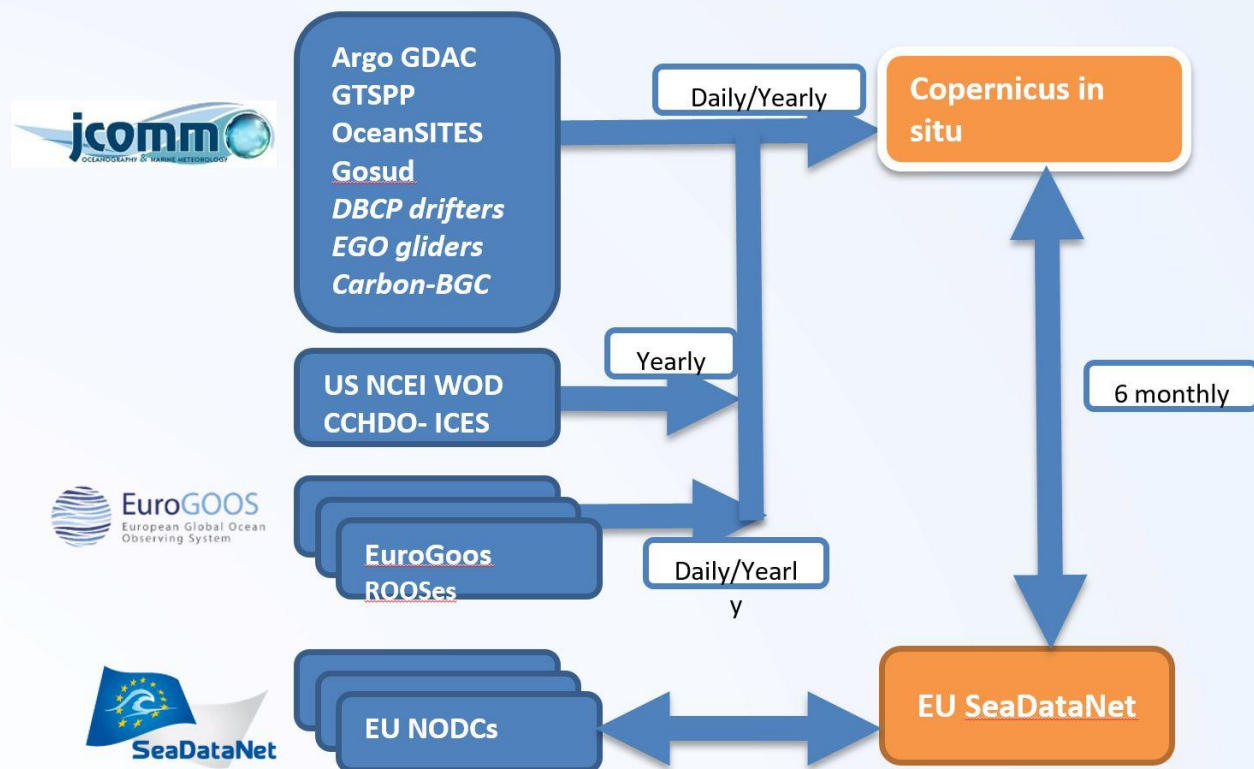 jcomm
OCEANOGRAPHY & MARINE METEOROLOGY
Argo GDAC
GTSPP
OceanSITES
Gosud
DBCP drifters
EGO gliders
Carbon-BGC
Daily/Yearly
Copernicus in
situ
US NCEI WOD
CCHDO- ICES
Yearly
6 monthly
EuroGOOS
European Global Ocean
Observing System
EuroGoos
ROOSes
Daily/Yearl
y
SeaDataNet
EU NODCs
EU SeaDataNet